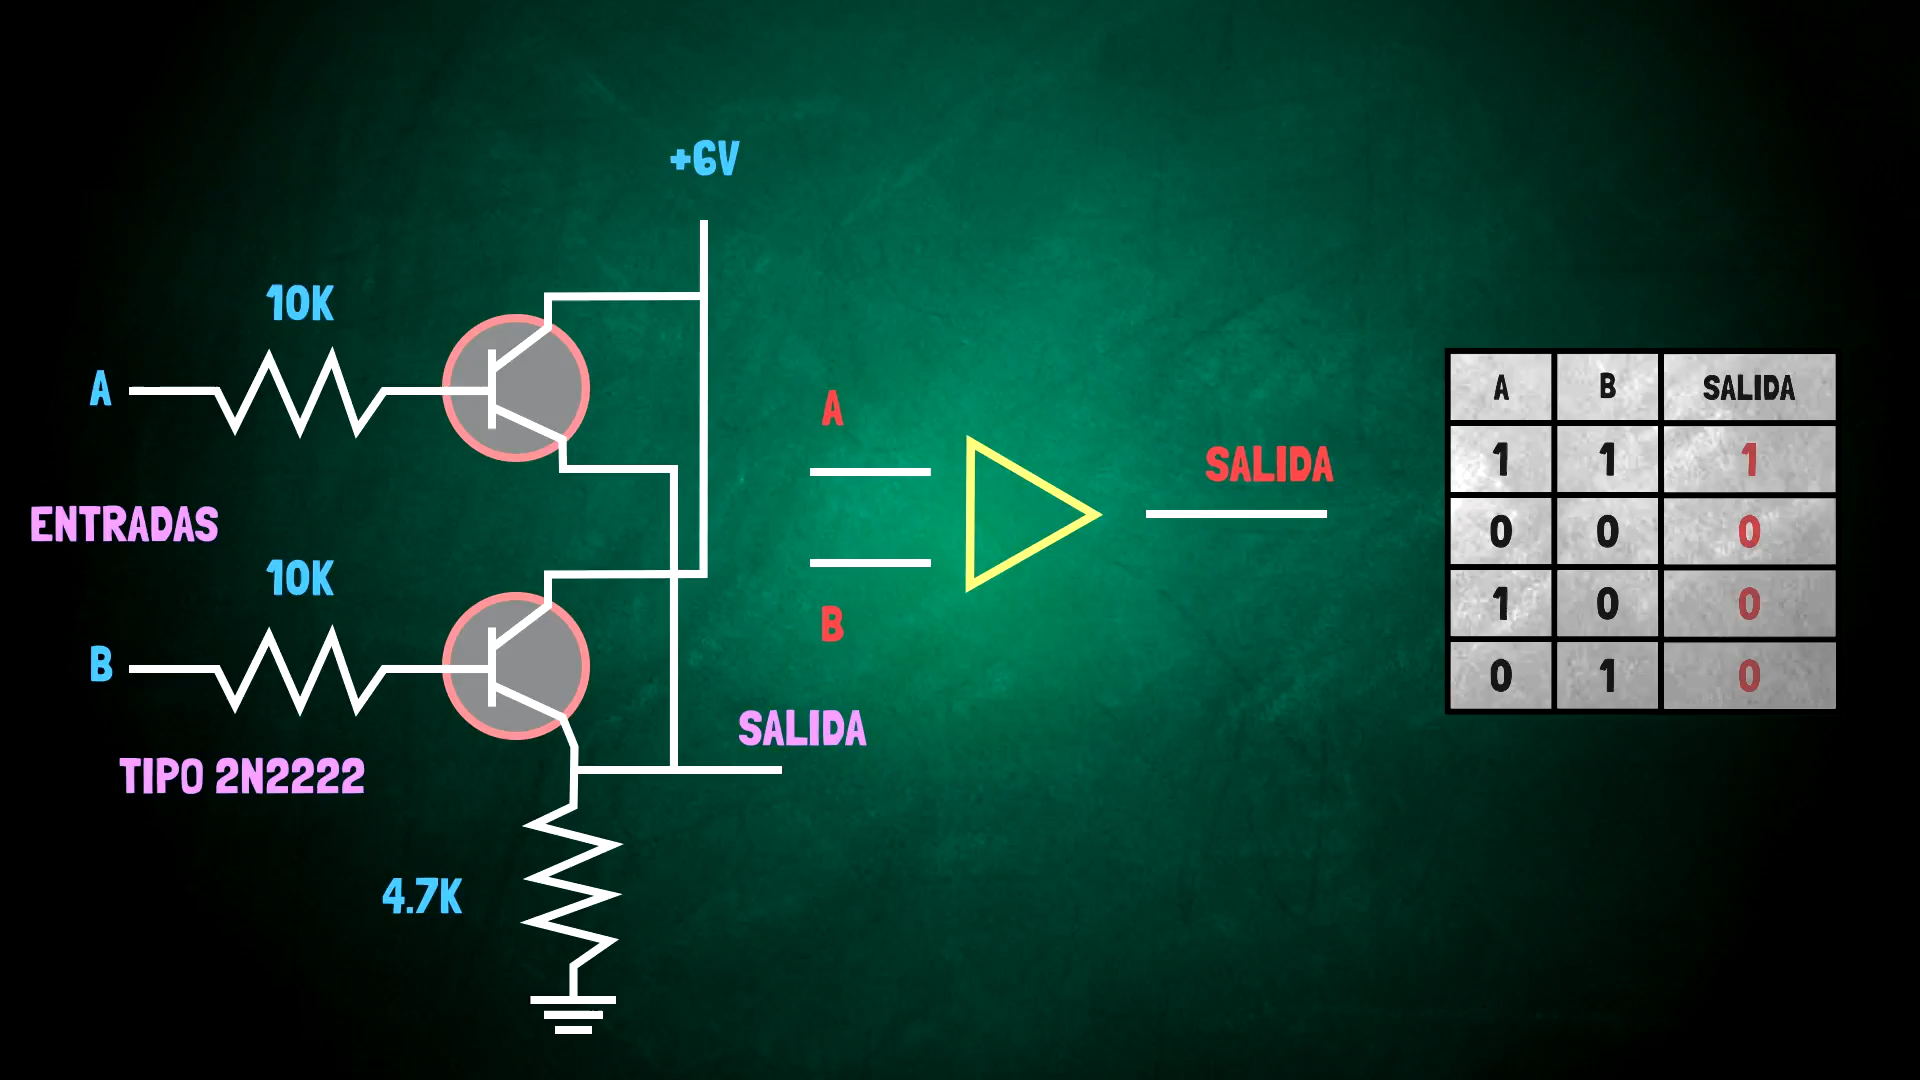 +6V
10K
A
ENTRADAS
10K
B
TIPO 2N2222
4.7K
SALIDA
A
B
SALIDA
A B SALIDA
1 1 1
0 0 0
1 0 0
0 1 0